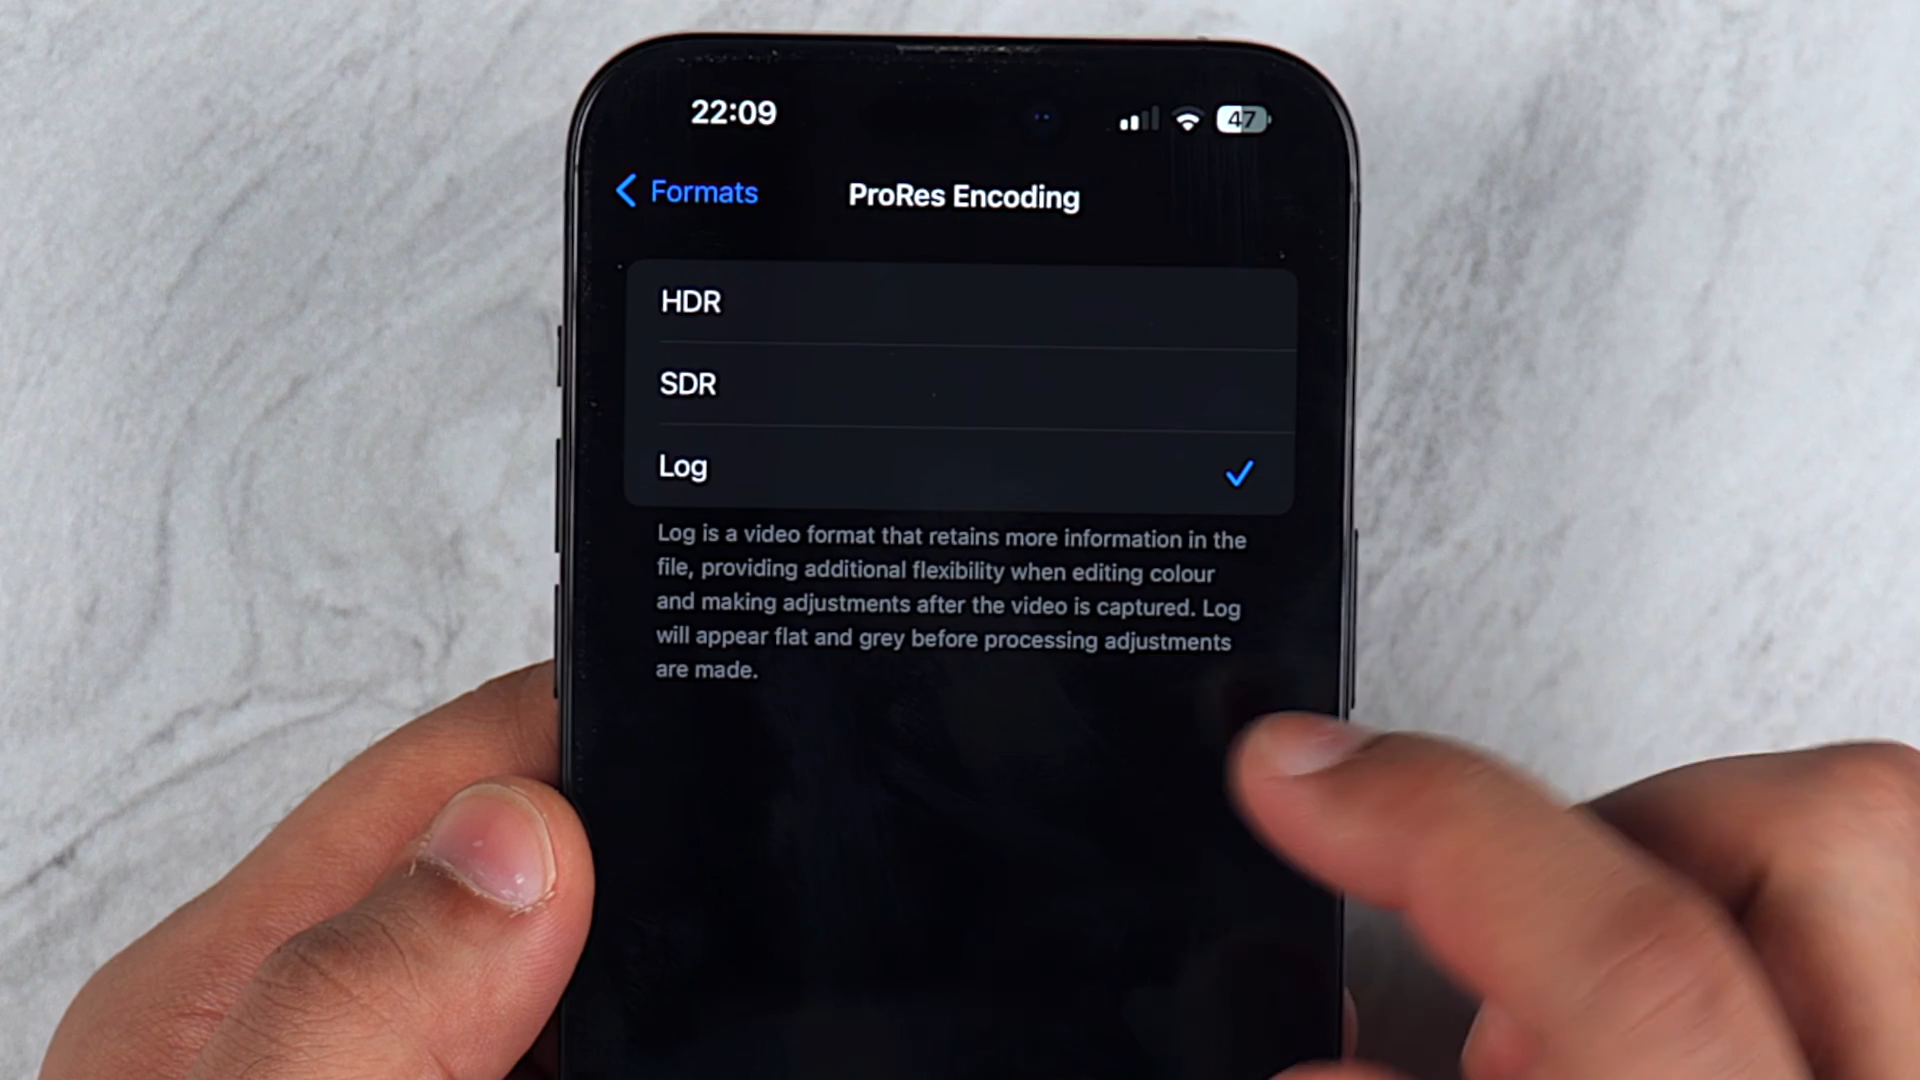 22:09
47
Formats
ProRes Encoding
HDR
SDR
Log
Log is a video format that retains more information in the
file, providing additional flexibility when editing colour
and making adjustments after the video is captured. Log
will appear flat and grey before processing adjustments
are made.